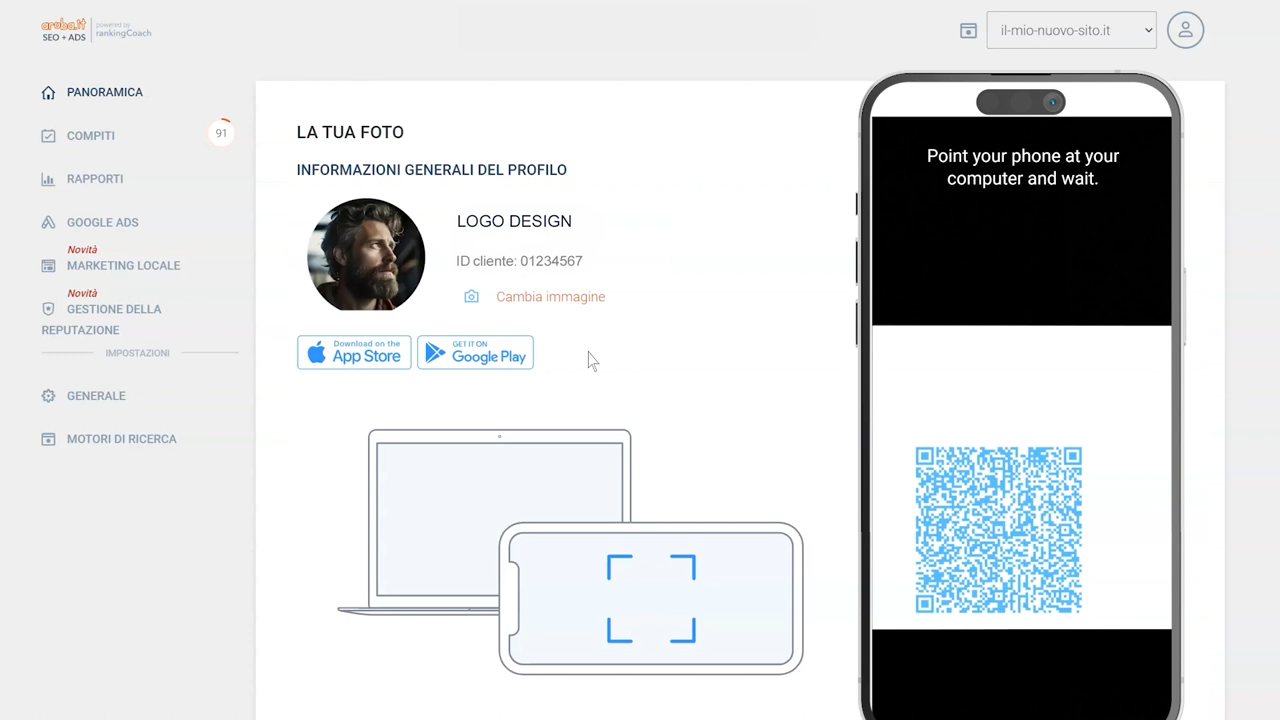 aruba.it
SEO + ADS
powered by
rankingCoach
il-mio-nuovo-sito.it
PANORAMICA
COMPITI
91
RAPPORTI
GOOGLE ADS
Novità
MARKETING LOCALE
Novità
GESTIONE DELLA
REPUTAZIONE
IMPOSTAZIONI
GENERALE
MOTORI DI RICERCA
LA TUA FOTO
INFORMAZIONI GENERALI DEL PROFILO
LOGO DESIGN
ID cliente: 01234567
Cambia immagine
Download on the
App Store
GET IT ON
Google Play
Point your phone at your
computer and wait.